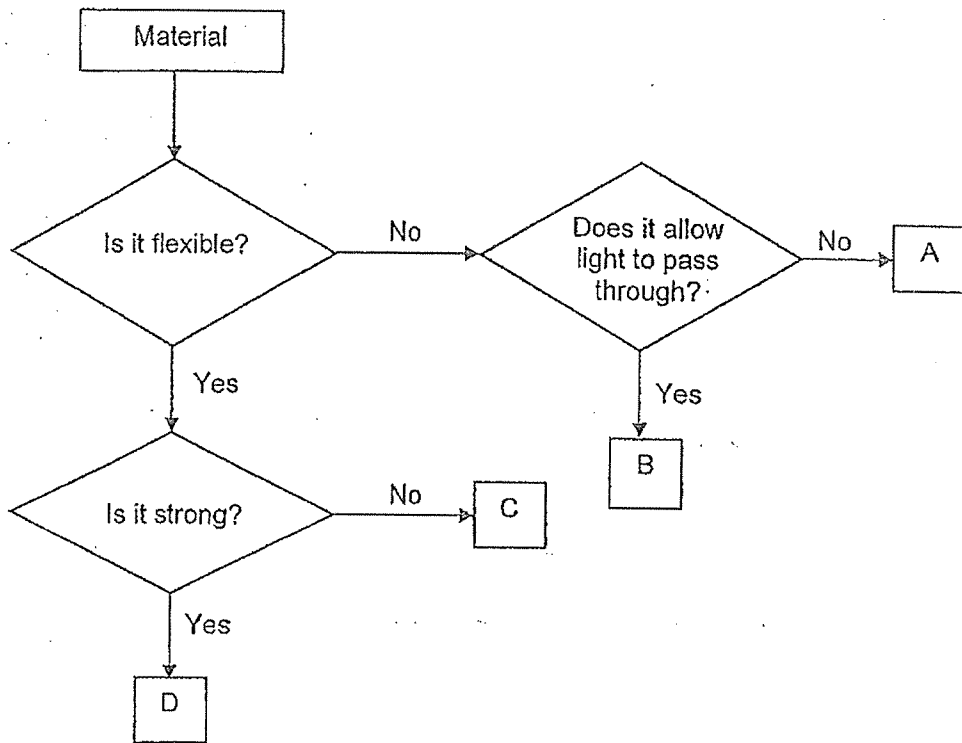 Material
Is it flexible?
No
Does it allow
light to pass
through?
No
A
Yes
Yes
B
Is it strong?
No
C
Yes
D